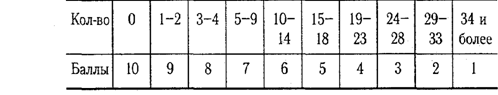 Кол-во 0 1–2 3–4 5–9 10–14 15–18 19–23 24–28 29–33 34 и более
Баллы 10 9 8 7 6 5 4 3 2 1